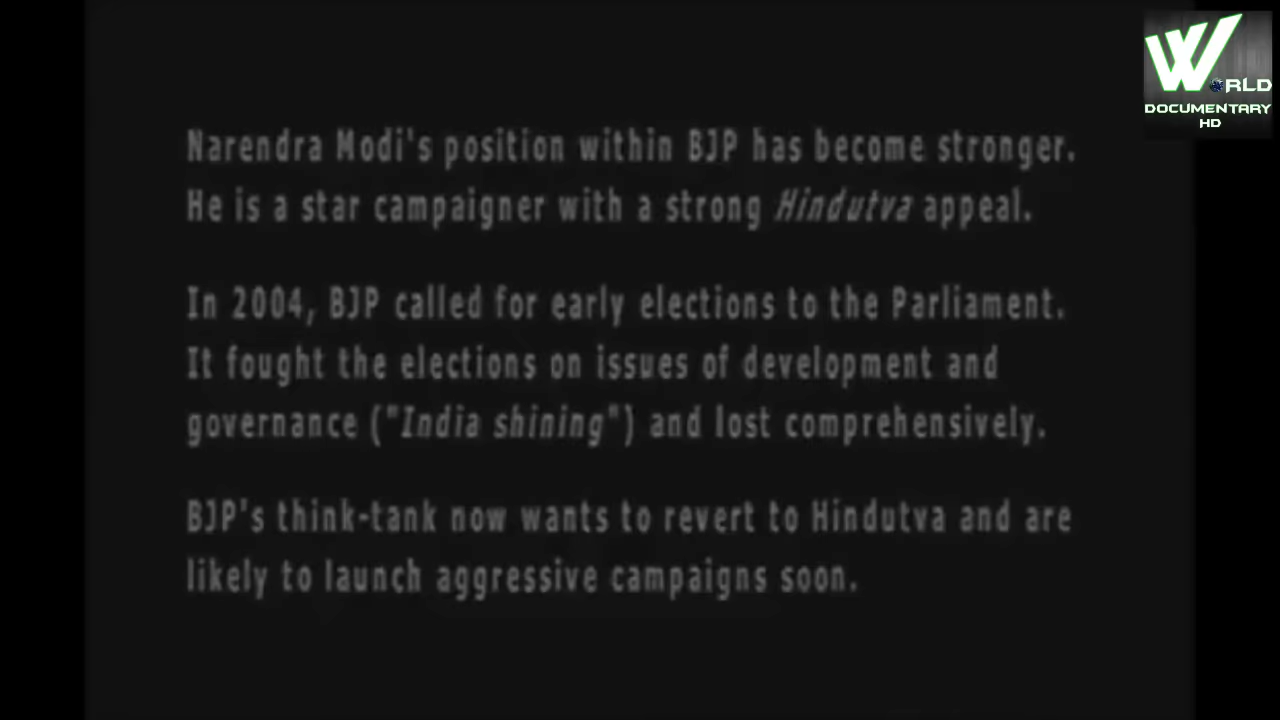 WORLD
DOCUMENTARY
HD
Narendra Modi's position within BJP has become stronger.
He is a star campaigner with a strong Hindutva appeal.
In 2004, BJP called for early elections to the Parliament.
It fought the elections on issues of development and
governance ("India shining") and lost comprehensively.
BJP's think-tank now wants to revert to Hindutva and are
likely to launch aggressive campaigns soon.